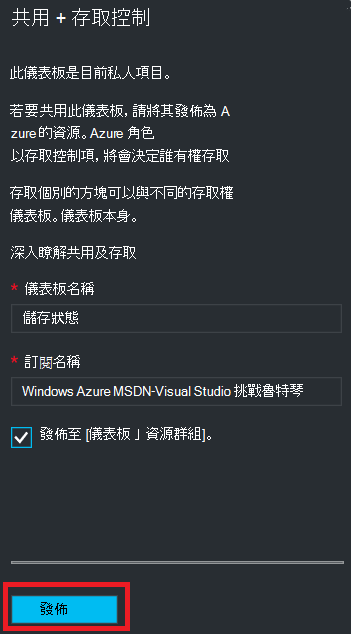 共用 + 存取控制
此儀表板是目前私人項目。
若要共用此儀表板，請將其發佈為 A
zure的資源。Azure 角色
以存取控制項，將會決定誰有權存取
存取個別的方塊可以與不同的存取權
儀表板。儀表板本身。
深入瞭解共用及存取
* 儀表板名稱
儲存狀態
* 訂閱名稱
Windows Azure MSDN-Visual Studio 挑戰魯特琴
發佈至 [儀表板」資源群組]。
發佈